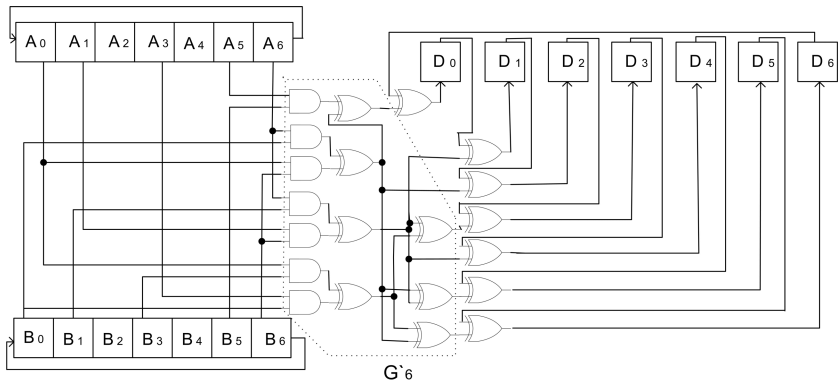 A0 A1 A2 A3 A4 A5 A6
D0 D1 D2 D3 D4 D5 D6
B0 B1 B2 B3 B4 B5 B6
G`6